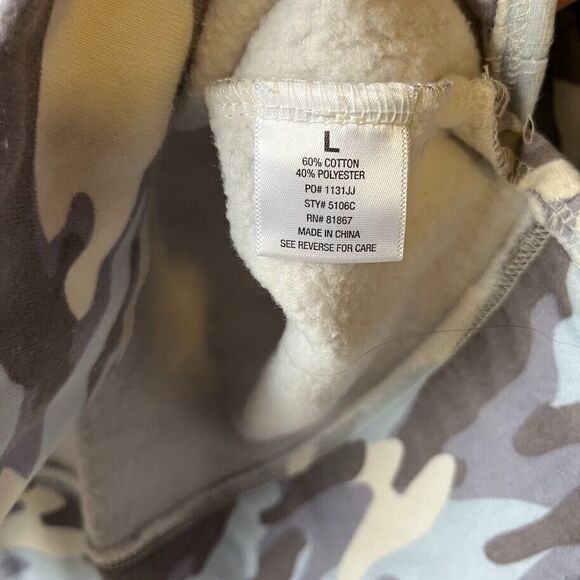 L
60% COTTON
40% POLYESTER
PO# 1131JJ
STY# 5106C
RN# 81867
MADE IN CHINA
SEE REVERSE FOR CARE